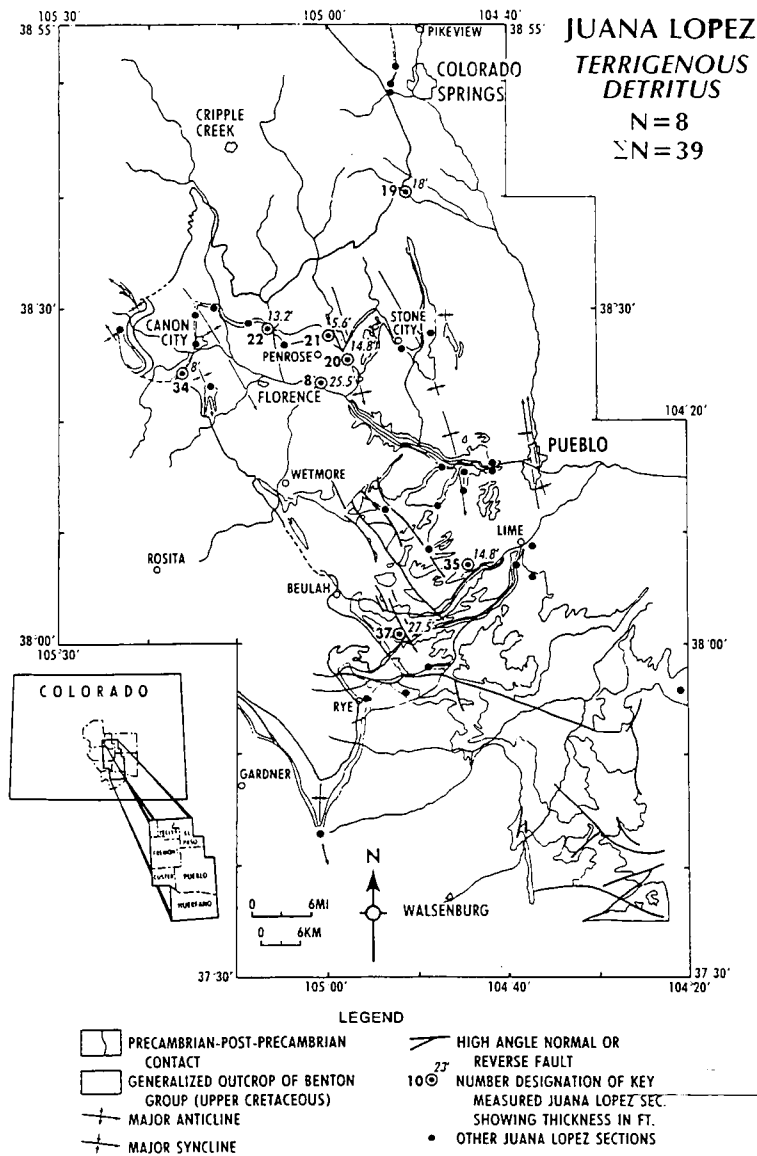 JUANA LOPEZ
TERRIGENOUS
DETRITUS
N=8
ΣN=39
105 30'
105 00'
104 40'
38 55'
38 55'
PIKEVIEW
COLORADO
SPRINGS
CRIPPLE
CREEK
19 18'
38 30'
38 30'
CANON
CITY
22 13.2'
21 5.6'
STONE
CITY
PENROSE
20 14.8'
34 8'
FLORENCE
8 25.5'
104 20'
PUEBLO
WETMORE
LIME
ROSITA
35 14.8'
BEULAH
37 27.5'
38 00'
105 30'
38 00'
COLORADO
RYE
GARDNER
TELLER
EL
PASO
FREMONT
CUSTER
PUEBLO
HUERFANO
N
WALSENBURG
0 6MI
0 6KM
37 30'
37 30'
105 00'
104 40'
104 20'
LEGEND
PRECAMBRIAN-POST-PRECAMBRIAN
CONTACT
GENERALIZED OUTCROP OF BENTON
GROUP (UPPER CRETACEOUS)
MAJOR ANTICLINE
MAJOR SYNCLINE
HIGH ANGLE NORMAL OR
REVERSE FAULT
10 23' NUMBER DESIGNATION OF KEY
MEASURED JUANA LOPEZ SEC.
SHOWING THICKNESS IN FT.
OTHER JUANA LOPEZ SECTIONS